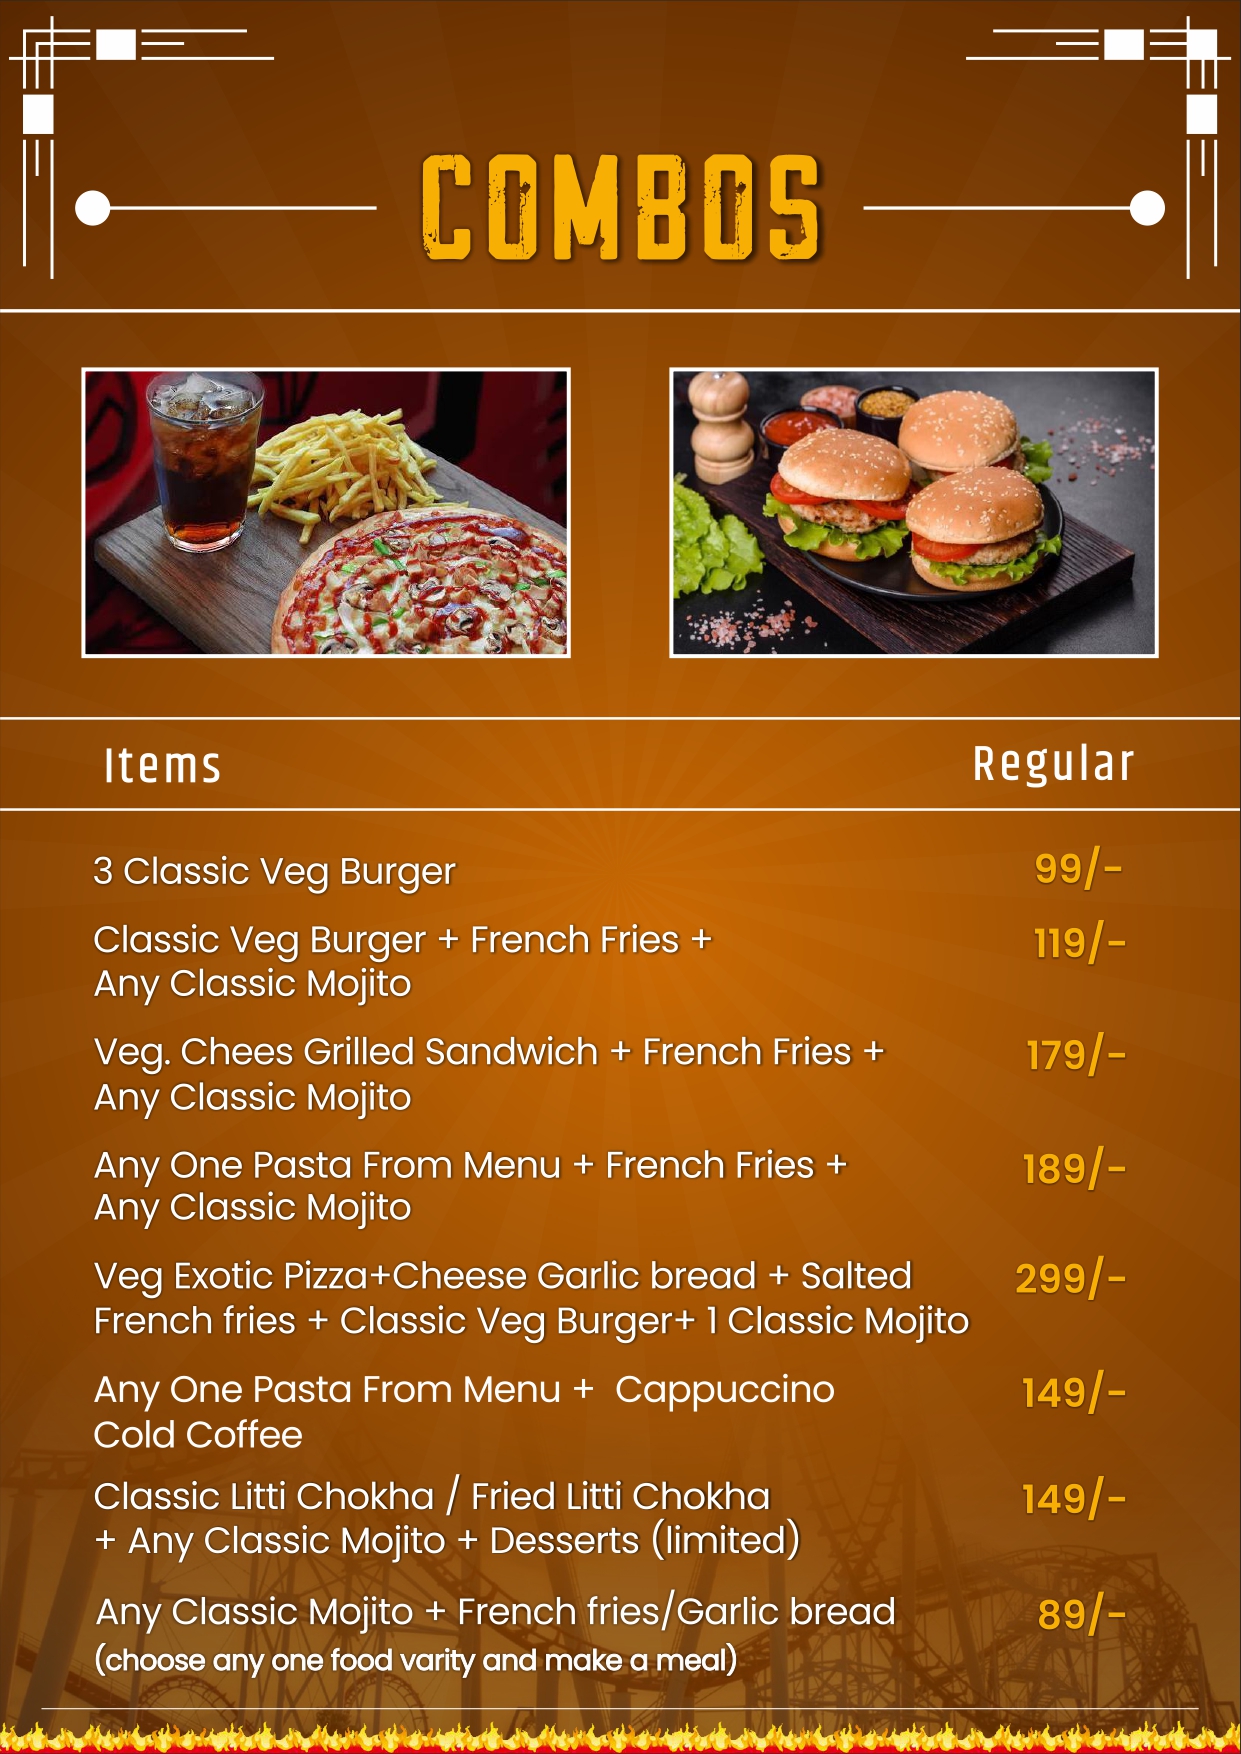 COMBOS
Items Regular
3 Classic Veg Burger 99/-
Classic Veg Burger + French Fries + 119/-
Any Classic Mojito
Veg. Chees Grilled Sandwich + French Fries + 179/-
Any Classic Mojito
Any One Pasta From Menu + French Fries + 189/-
Any Classic Mojito
Veg Exotic Pizza+Cheese Garlic bread + Salted 299/-
French fries + Classic Veg Burger+ 1 Classic Mojito
Any One Pasta From Menu + Cappuccino 149/-
Cold Coffee
Classic Litti Chokha / Fried Litti Chokha 149/-
+ Any Classic Mojito + Desserts (limited)
Any Classic Mojito + French fries/Garlic bread 89/-
(choose any one food varity and make a meal)